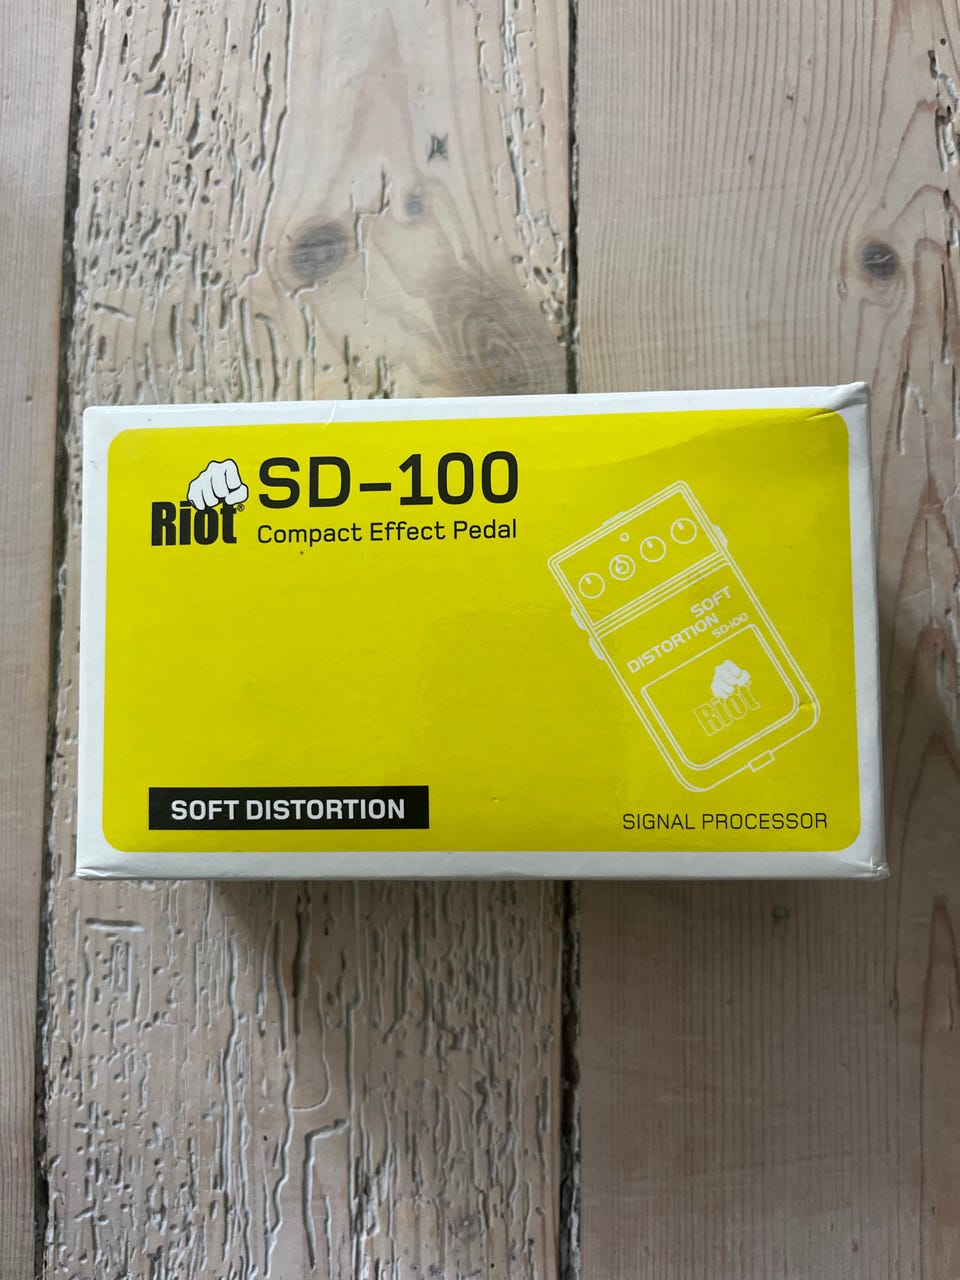 Riot®
SD-100
Compact Effect Pedal
SOFT
DISTORTION
SD-100
Riot
SOFT DISTORTION
SIGNAL PROCESSOR